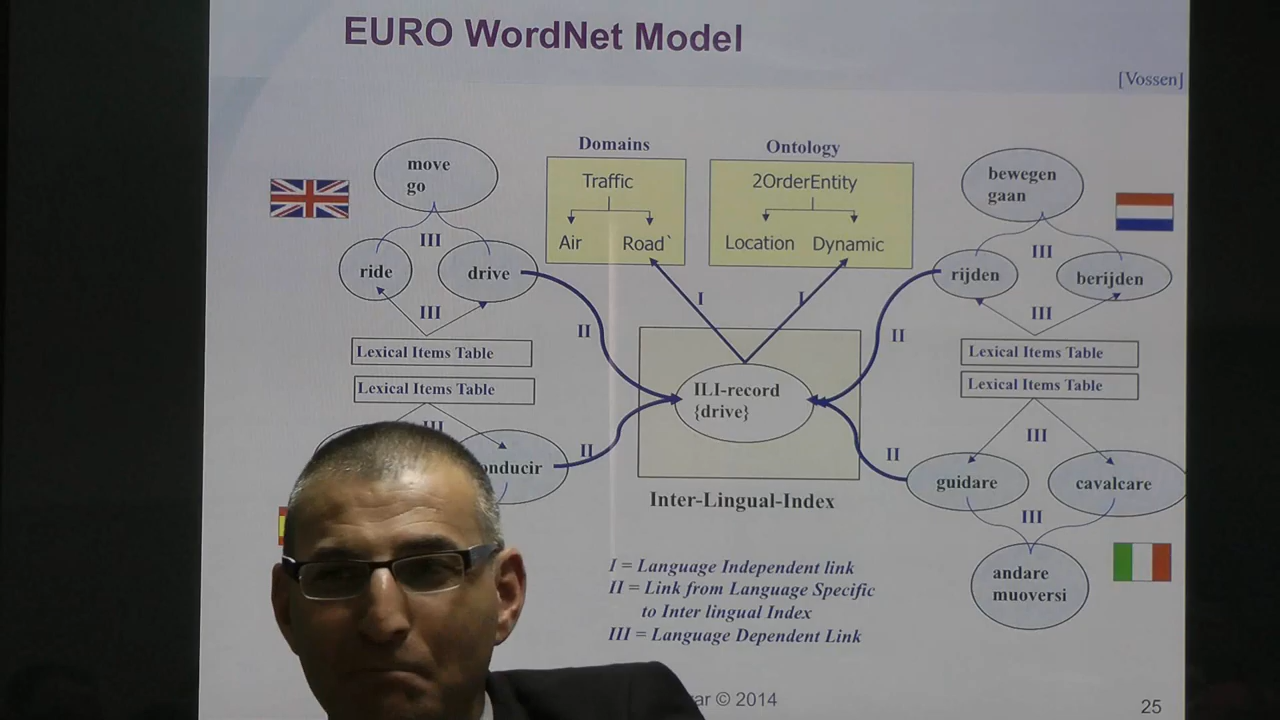 EURO WordNet Model
[Vossen]
Domains
Traffic
Air Road`
Ontology
2OrderEntity
Location Dynamic
move
go
III
ride
drive
III
Lexical Items Table
Lexical Items Table
III
onducir
II
II
I
I
ILI-record
{drive}
Inter-Lingual-Index
II
II
bewegen
gaan
III
rijden
berijden
III
Lexical Items Table
Lexical Items Table
III
guidare
cavalcare
III
andare
muoversi
I = Language Independent link
II = Link from Language Specific
to Inter lingual Index
III = Language Dependent Link
ar © 2014
25